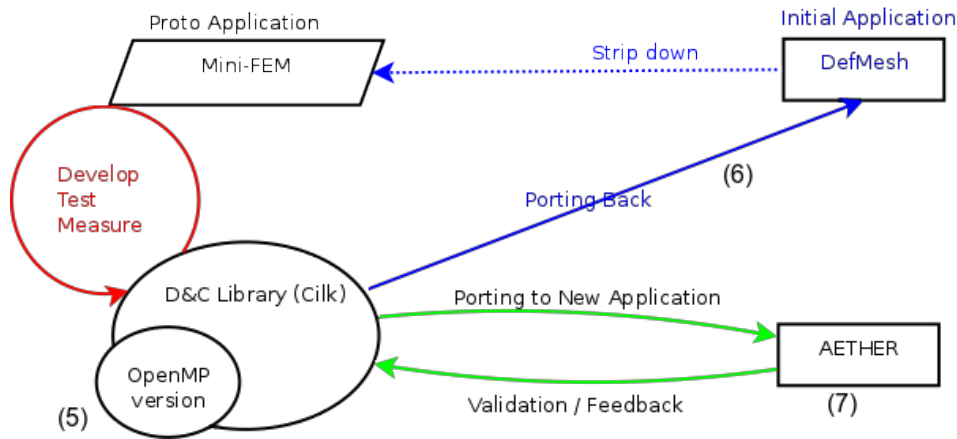 Proto Application
Initial Application
Mini-FEM
Strip down
DefMesh
Develop
Test
Measure
(6)
Porting Back
D&C Library (Cilk)
Porting to New Application
AETHER
OpenMP
version
Validation / Feedback
(5)
(7)